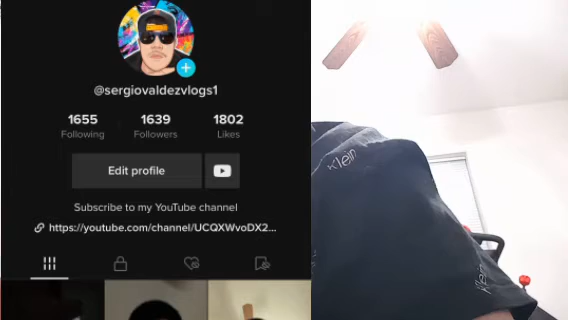 @sergiovaldezvlogs1
1655 1639 1802
Following Followers Likes
Edit profile
Subscribe to my YouTube channel
https://youtube.com/channel/UCQXWvoDX2...
Klein
Klein